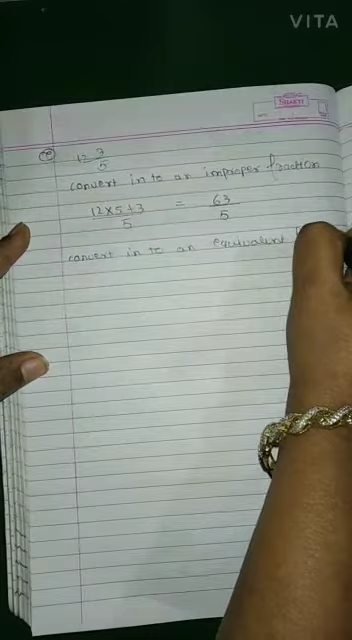 VITA
12 3/5
convert in to an improper fraction
12×5+3/5 = 63/5
convert in to an equivalent